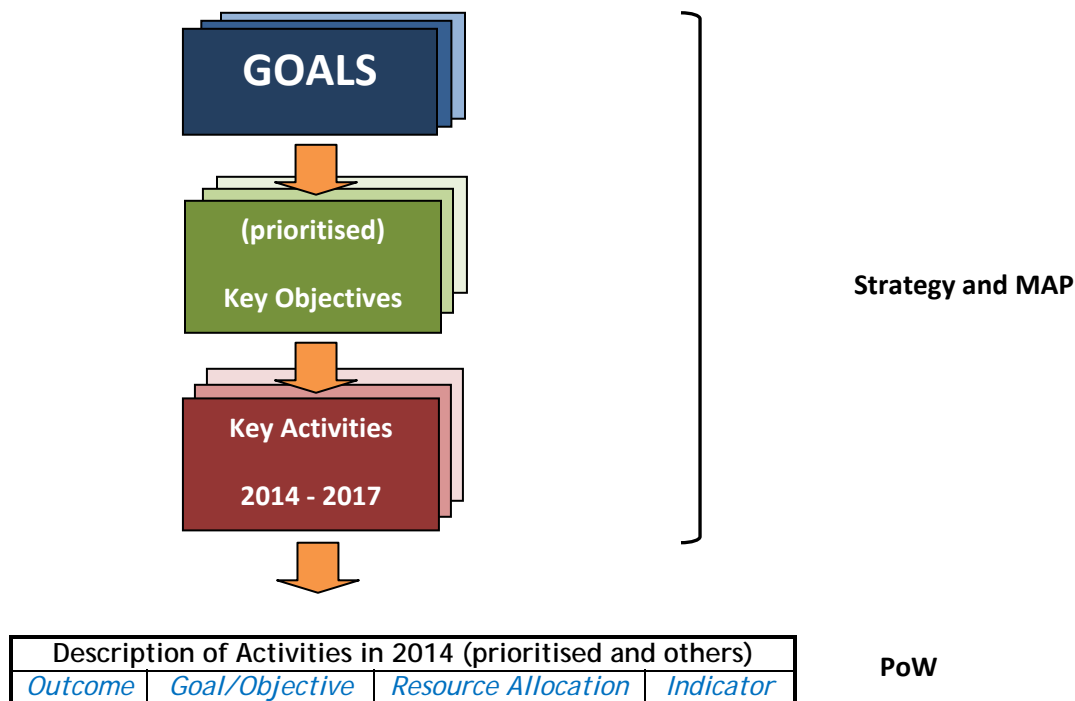 GOALS
(prioritised)
Key Objectives
Strategy and MAP
Key Activities
2014 - 2017
Description of Activities in 2014 (prioritised and others)
Outcome Goal/Objective Resource Allocation Indicator
PoW